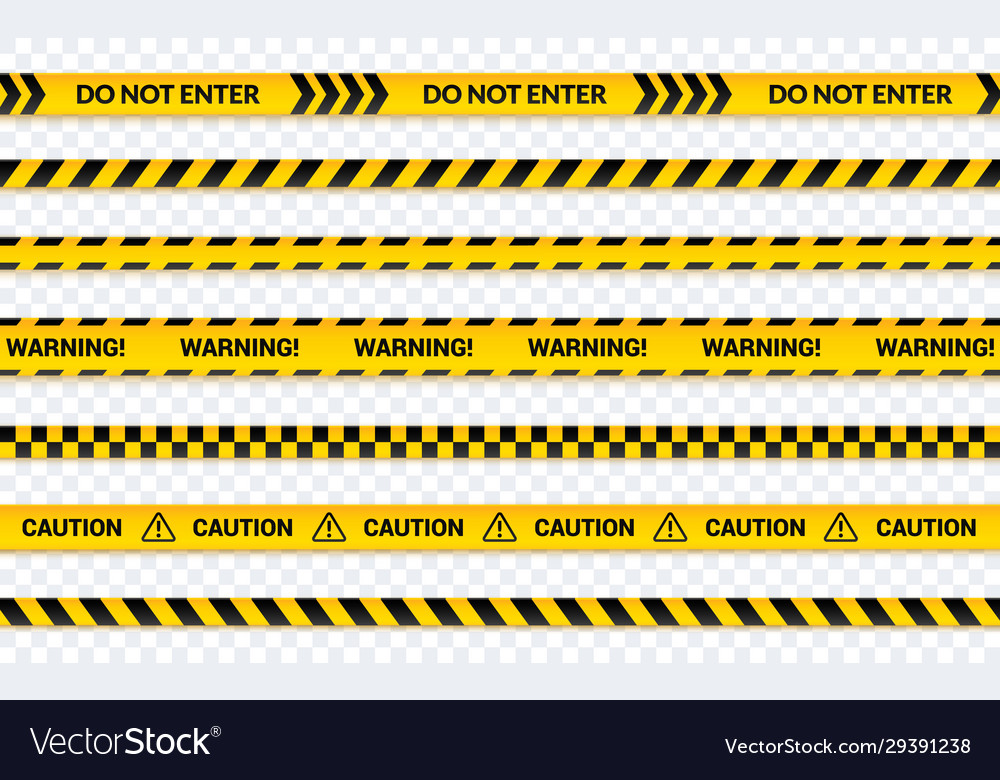 DO NOT ENTER DO NOT ENTER DO NOT ENTER
WARNING! WARNING! WARNING! WARNING! WARNING! WARNING!
CAUTION CAUTION CAUTION CAUTION CAUTION CAUTION
VectorStock® VectorStock.com/29391238